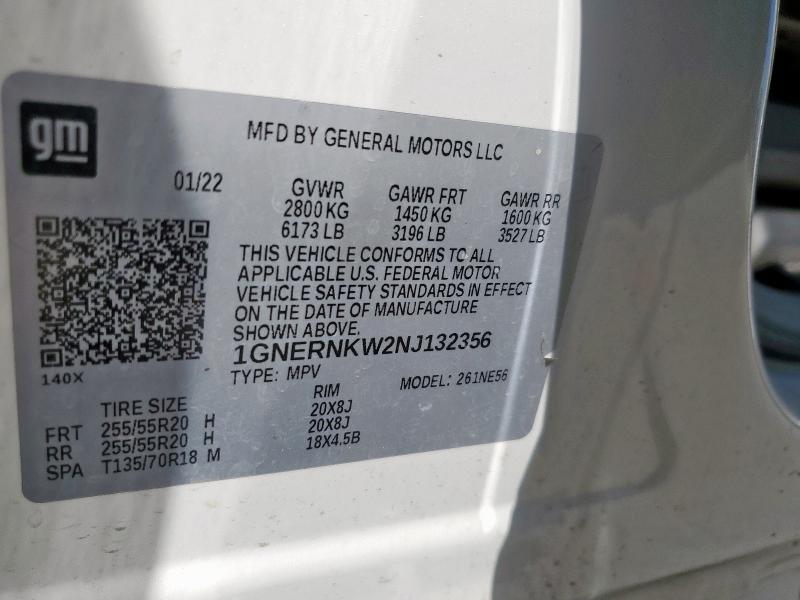 gm
MFD BY GENERAL MOTORS LLC
01/22 GVWR GAWR FRT GAWR RR
2800 KG 1450 KG 1600 KG
6173 LB 3196 LB 3527 LB
THIS VEHICLE CONFORMS TO ALL
APPLICABLE U.S. FEDERAL MOTOR
VEHICLE SAFETY STANDARDS IN EFFECT
ON THE DATE OF MANUFACTURE
SHOWN ABOVE.
1GNERNKW2NJ132356
140X TYPE: MPV MODEL: 261NE56
TIRE SIZE RIM
FRT 255/55R20 H 20X8J
RR 255/55R20 H 20X8J
SPA T135/70R18 M 18X4.5B